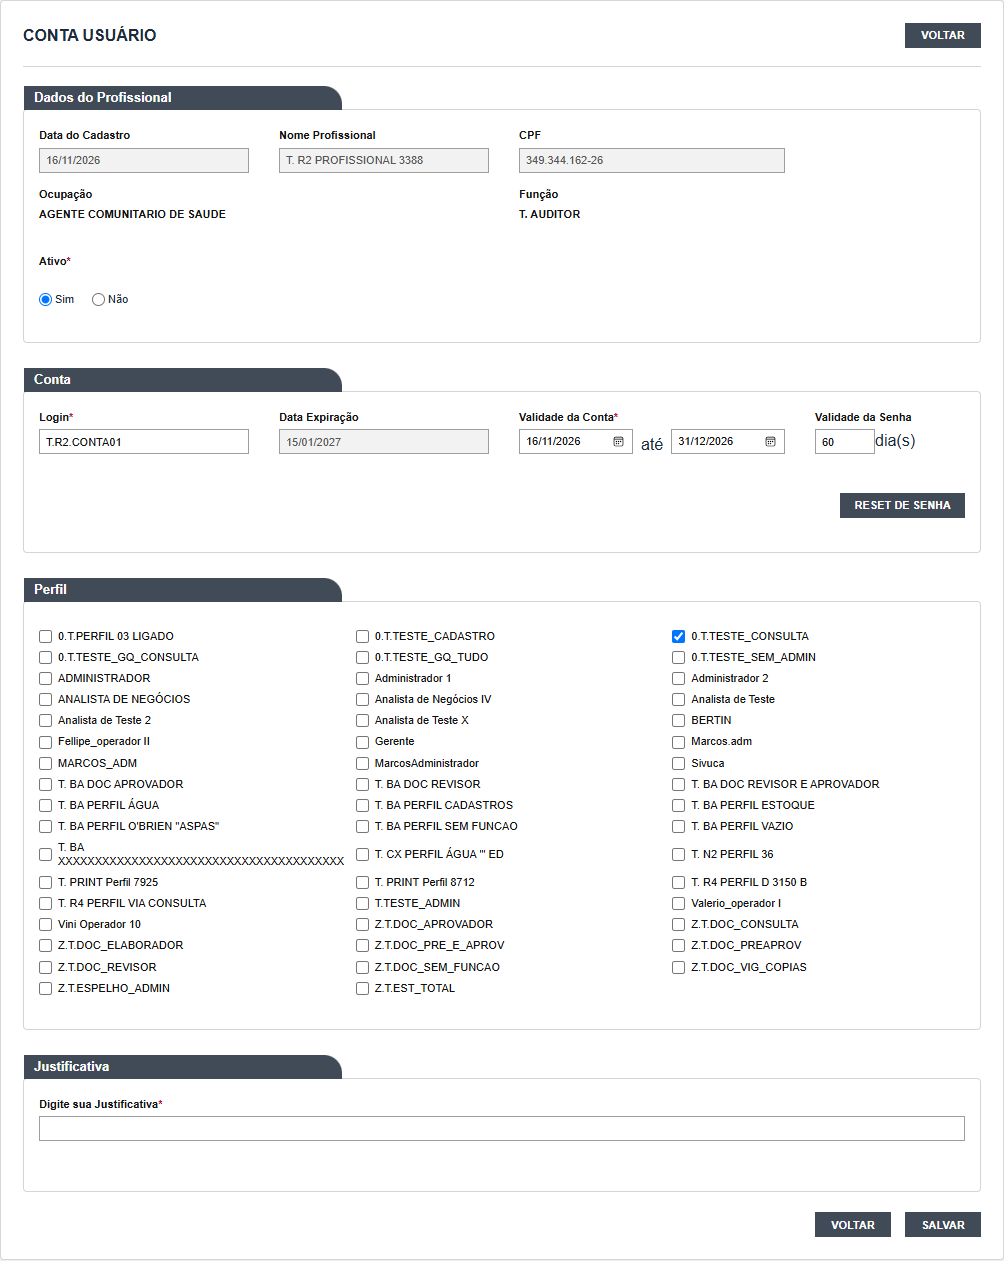 CONTA USUÁRIO
VOLTAR
Dados do Profissional
Data do Cadastro Nome Profissional CPF
16/11/2026 T. R2 PROFISSIONAL 3388 349.344.162-26
Ocupação Função
AGENTE COMUNITARIO DE SAUDE T. AUDITOR
Ativo*
Sim Não
Conta
Login* Data Expiração Validade da Conta* Validade da Senha
T.R2.CONTA01 15/01/2027 16/11/2026 até 31/12/2026 60 dia(s)
RESET DE SENHA
Perfil
0.T.PERFIL 03 LIGADO 0.T.TESTE_CADASTRO 0.T.TESTE_CONSULTA
0.T.TESTE_GQ_CONSULTA 0.T.TESTE_GQ_TUDO 0.T.TESTE_SEM_ADMIN
ADMINISTRADOR Administrador 1 Administrador 2
ANALISTA DE NEGÓCIOS Analista de Negócios IV Analista de Teste
Analista de Teste 2 Analista de Teste X BERTIN
Fellipe_operador II Gerente Marcos.adm
MARCOS_ADM MarcosAdministrador Sivuca
T. BA DOC APROVADOR T. BA DOC REVISOR T. BA DOC REVISOR E APROVADOR
T. BA PERFIL ÁGUA T. BA PERFIL CADASTROS T. BA PERFIL ESTOQUE
T. BA PERFIL O'BRIEN "ASPAS" T. BA PERFIL SEM FUNCAO T. BA PERFIL VAZIO
T. BA
XXXXXXXXXXXXXXXXXXXXXXXXXXXXXXXXXXXXXXX T. CX PERFIL ÁGUA "' ED T. N2 PERFIL 36
T. PRINT Perfil 7925 T. PRINT Perfil 8712 T. R4 PERFIL D 3150 B
T. R4 PERFIL VIA CONSULTA T.TESTE_ADMIN Valerio_operador I
Vini Operador 10 Z.T.DOC_APROVADOR Z.T.DOC_CONSULTA
Z.T.DOC_ELABORADOR Z.T.DOC_PRE_E_APROV Z.T.DOC_PREAPROV
Z.T.DOC_REVISOR Z.T.DOC_SEM_FUNCAO Z.T.DOC_VIG_COPIAS
Z.T.ESPELHO_ADMIN Z.T.EST_TOTAL
Justificativa
Digite sua Justificativa*
VOLTAR SALVAR